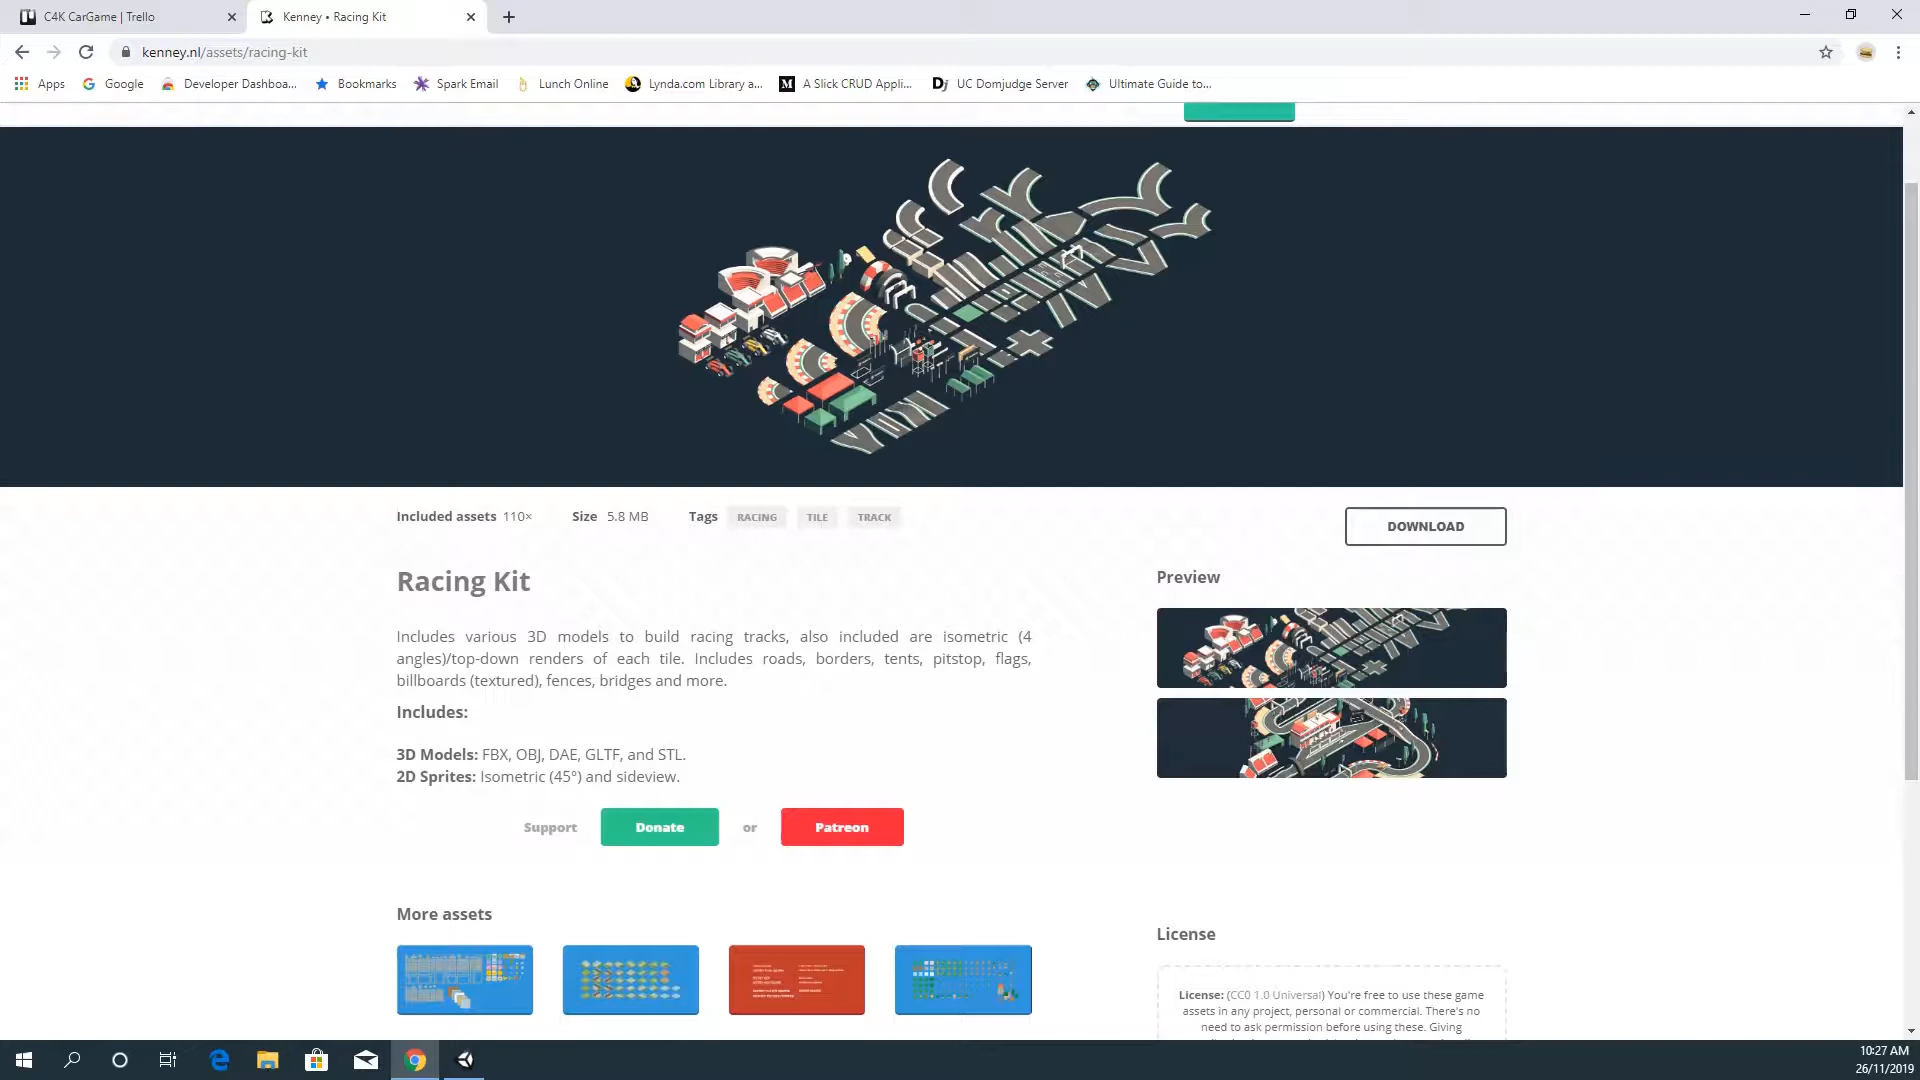 C4K CarGame | Trello
Kenney • Racing Kit
kenney.nl/assets/racing-kit
Apps
Google
Developer Dashboa...
Bookmarks
Spark Email
Lunch Online
Lynda.com Library a...
M A Slick CRUD Appli...
Dj UC Domjudge Server
Ultimate Guide to...
Included assets 110×
Size 5.8 MB
Tags RACING TILE TRACK
DOWNLOAD
Racing Kit
Includes various 3D models to build racing tracks, also included are isometric (4
angles)/top-down renders of each tile. Includes roads, borders, tents, pitstop, flags,
billboards (textured), fences, bridges and more.
Includes:
3D Models: FBX, OBJ, DAE, GLTF, and STL.
2D Sprites: Isometric (45°) and sideview.
Support Donate or Patreon
Preview
More assets
License
License: (CC0 1.0 Universal) You're free to use these game
assets in any project, personal or commercial. There's no
need to ask permission before using these. Giving
10:27 AM
26/11/2019